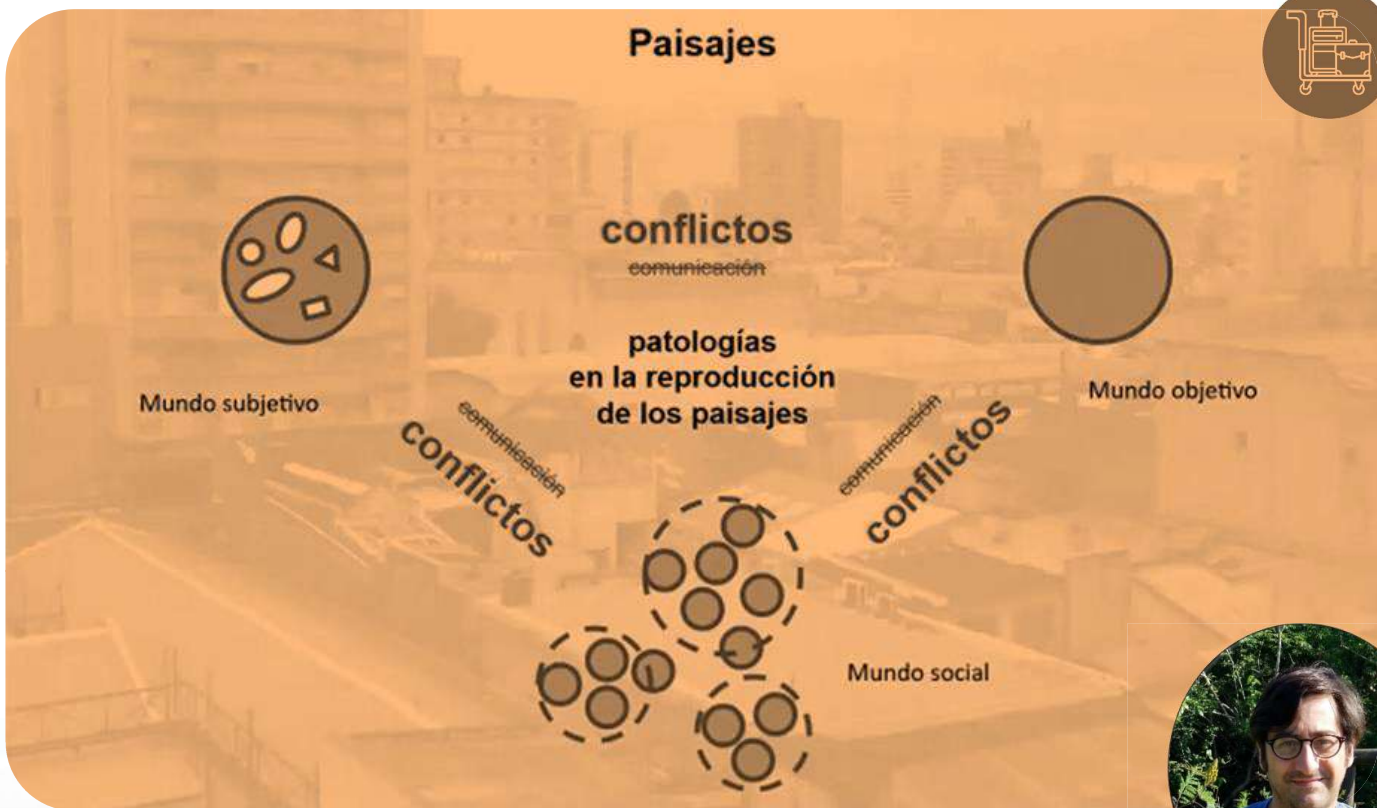 Paisajes
conflictos
comunicación
patologías
en la reproducción
de los paisajes
Mundo subjetivo
Mundo objetivo
comunicación
conflictos
comunicación
conflictos
Mundo social